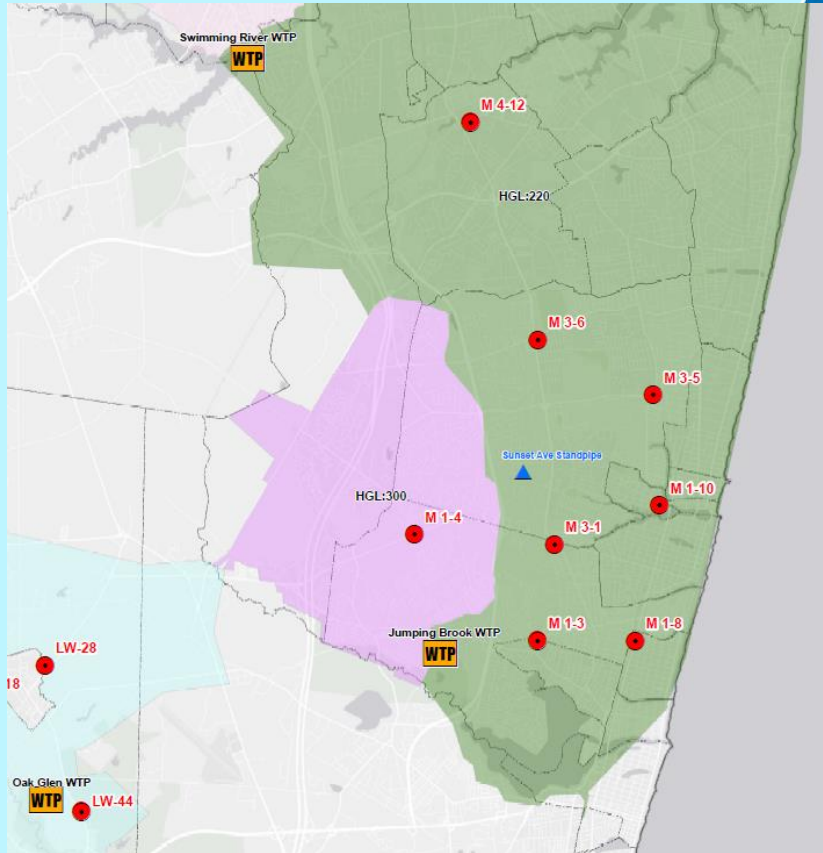 Swimming River WTP
WTP
M 4-12
HGL:220
M 3-6
M 3-5
Sunset Ave Standpipe
HGL:300
M 1-10
M 1-4
M 3-1
Jumping Brook WTP
WTP
M 1-3
M 1-8
LW-28
18
Oak Glen WTP
WTP
LW-44